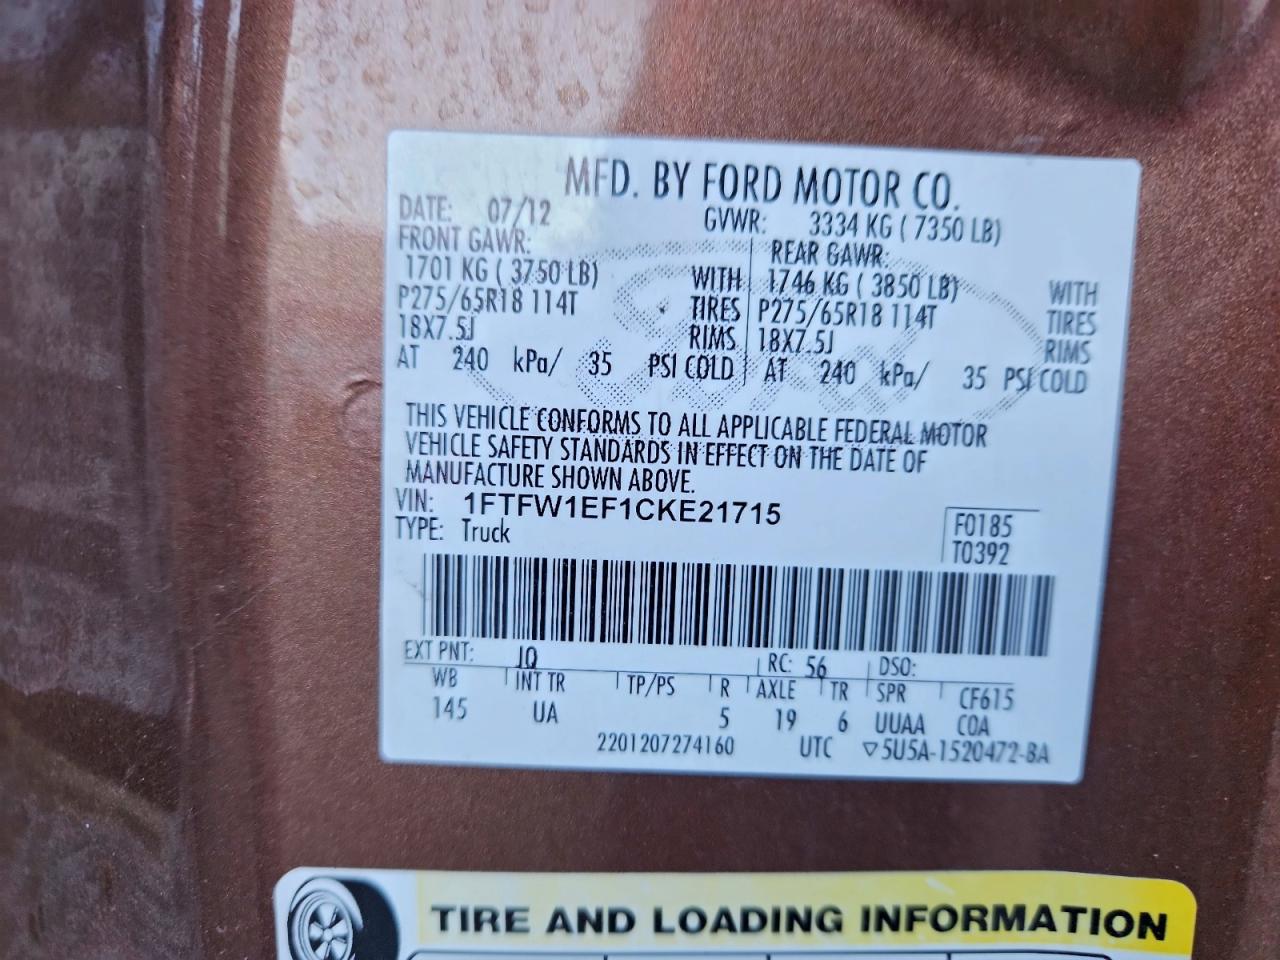 MFD. BY FORD MOTOR CO.
DATE: 07/12 GVWR: 3334 KG ( 7350 LB)
FRONT GAWR: REAR GAWR:
1701 KG ( 3750 LB) WITH 1746 KG ( 3850 LB) WITH
P275/65R18 114T TIRES P275/65R18 114T TIRES
18X7.5J RIMS 18X7.5J RIMS
AT 240 kPa/ 35 PSI COLD AT 240 kPa/ 35 PSI COLD
THIS VEHICLE CONFORMS TO ALL APPLICABLE FEDERAL MOTOR
VEHICLE SAFETY STANDARDS IN EFFECT ON THE DATE OF
MANUFACTURE SHOWN ABOVE.
VIN: 1FTFW1EF1CKE21715
TYPE: Truck
F0185
T0392
EXT PNT: JQ RC: 56 DSO:
WB INT TR TP/PS R AXLE TR SPR CF615
145 UA 5 19 6 UUAA COA
2201207274160 UTC ▽5U5A-1520472-BA
TIRE AND LOADING INFORMATION